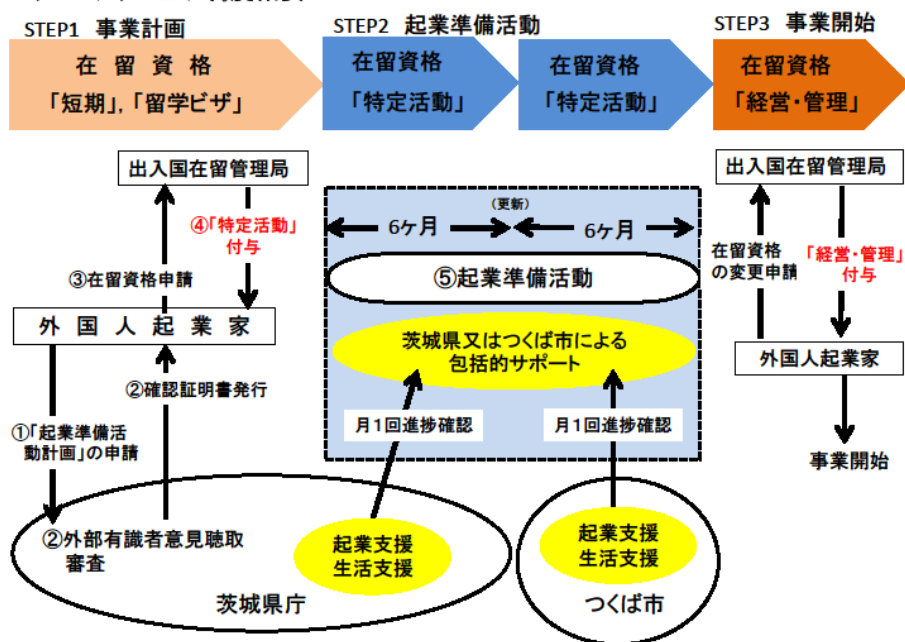 STEP1 事業計画
STEP2 起業準備活動
STEP3 事業開始
在留資格
「短期」,「留学ビザ」
在留資格
「特定活動」
在留資格
「特定活動」
在留資格
「経営・管理」
出入国在留管理局
④「特定活動」
付与
③在留資格申請
外国人起業家
②確認証明書発行
①「起業準備活
動計画」の申請
②外部有識者意見聴取
審査
起業支援
生活支援
茨城県庁
(更新)
6ヶ月
6ヶ月
⑤起業準備活動
茨城県又はつくば市による
包括的サポート
月1回進捗確認
月1回進捗確認
起業支援
生活支援
つくば市
出入国在留管理局
在留資格
の変更申請
「経営・管理」
付与
外国人起業家
事業開始